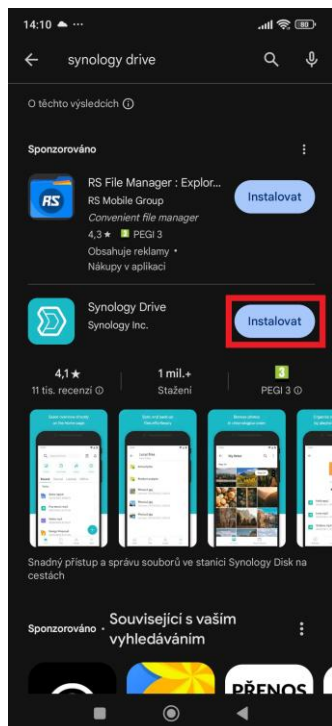 14:10
80
synology drive
O těchto výsledcích
Sponzorováno
RS
RS File Manager : Explor...
RS Mobile Group
Convenient file manager
4,3 ★ 3 PEGI 3
Obsahuje reklamy •
Nákupy v aplikaci
Instalovat
Synology Drive
Synology Inc.
Instalovat
4,1★
11 tis. recenzí
1 mil.+
Stažení
3
PEGI 3
Snadný přístup a správu souborů ve stanici Synology Disk na
cestách
Sponzorováno · Související s vaším
vyhledáváním
PŘENOS